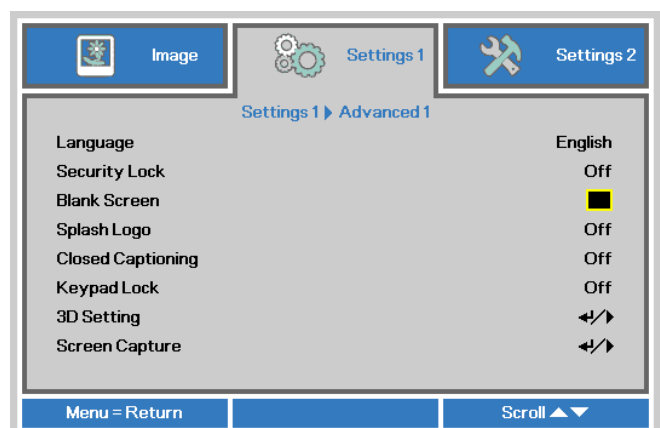 Image
Settings 1
Settings 2
Settings 1 ▶ Advanced 1
Language English
Security Lock Off
Blank Screen
Splash Logo Off
Closed Captioning Off
Keypad Lock Off
3D Setting ↵/▶
Screen Capture ↵/▶
Menu = Return
Scroll ▲▼